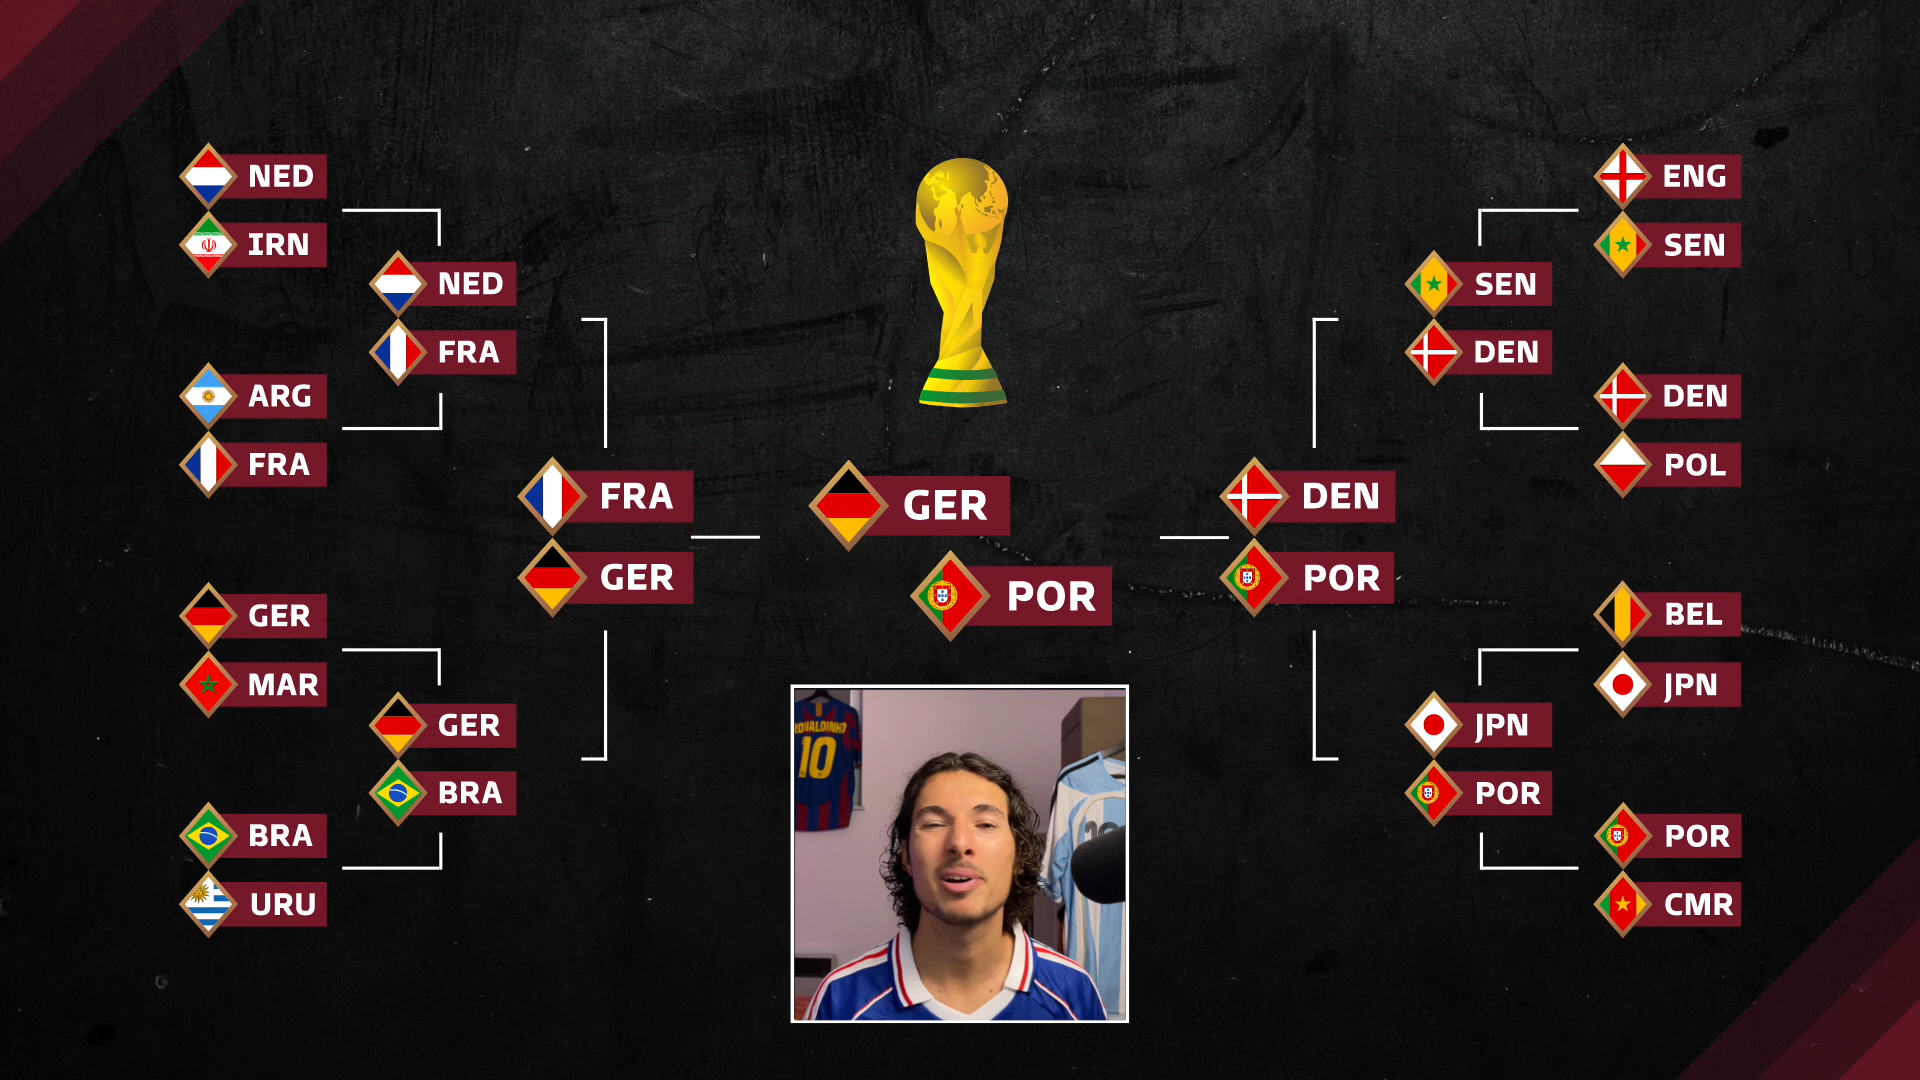 NED
IRN
ARG
FRA
GER
MAR
BRA
URU
NED
FRA
GER
BRA
FRA
GER
GER
POR
DEN
POR
SEN
DEN
JPN
POR
ENG
SEN
DEN
POL
BEL
JPN
POR
CMR
RONALDINHO
10